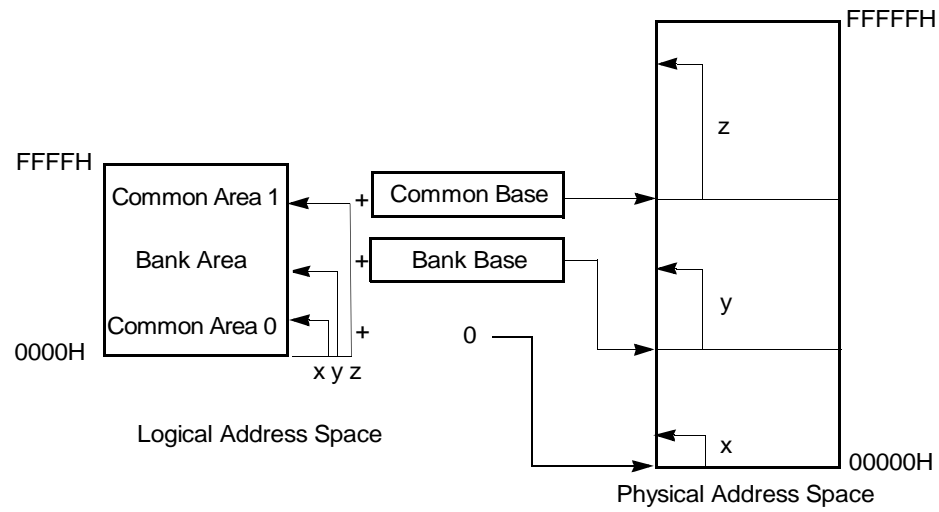 FFFFFH
z
FFFFH
Common Area 1
+ Common Base
Bank Area
+ Bank Base
y
Common Area 0
+
0
0000H
x y z
Logical Address Space
x
00000H
Physical Address Space